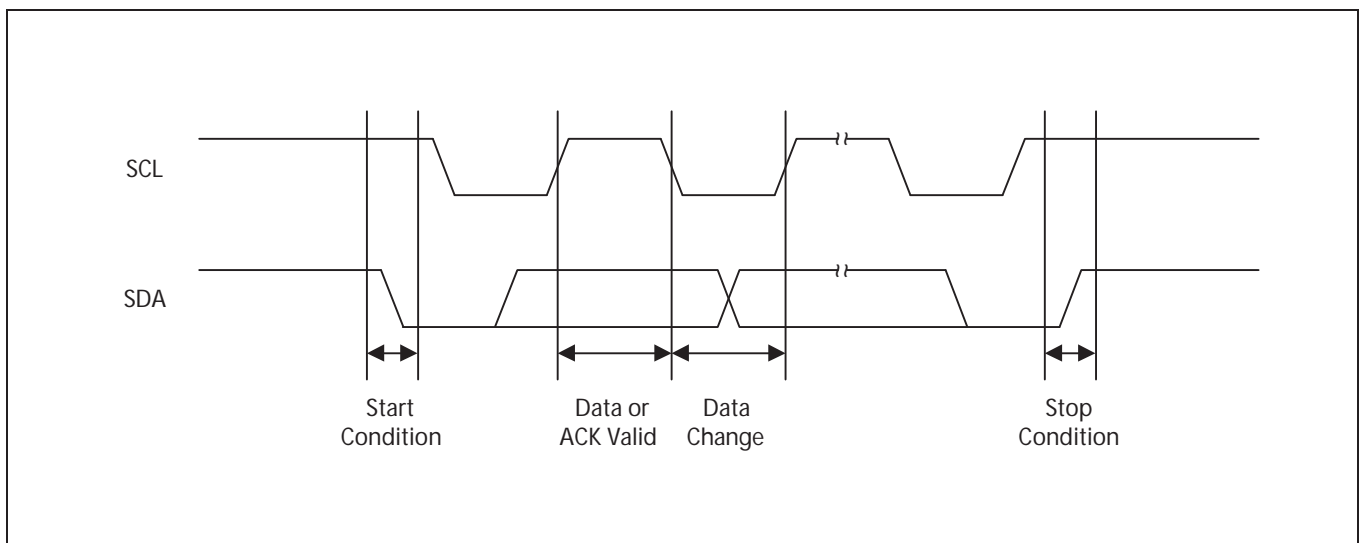 SCL
SDA
Start
Condition
Data or
ACK Valid
Data
Change
Stop
Condition